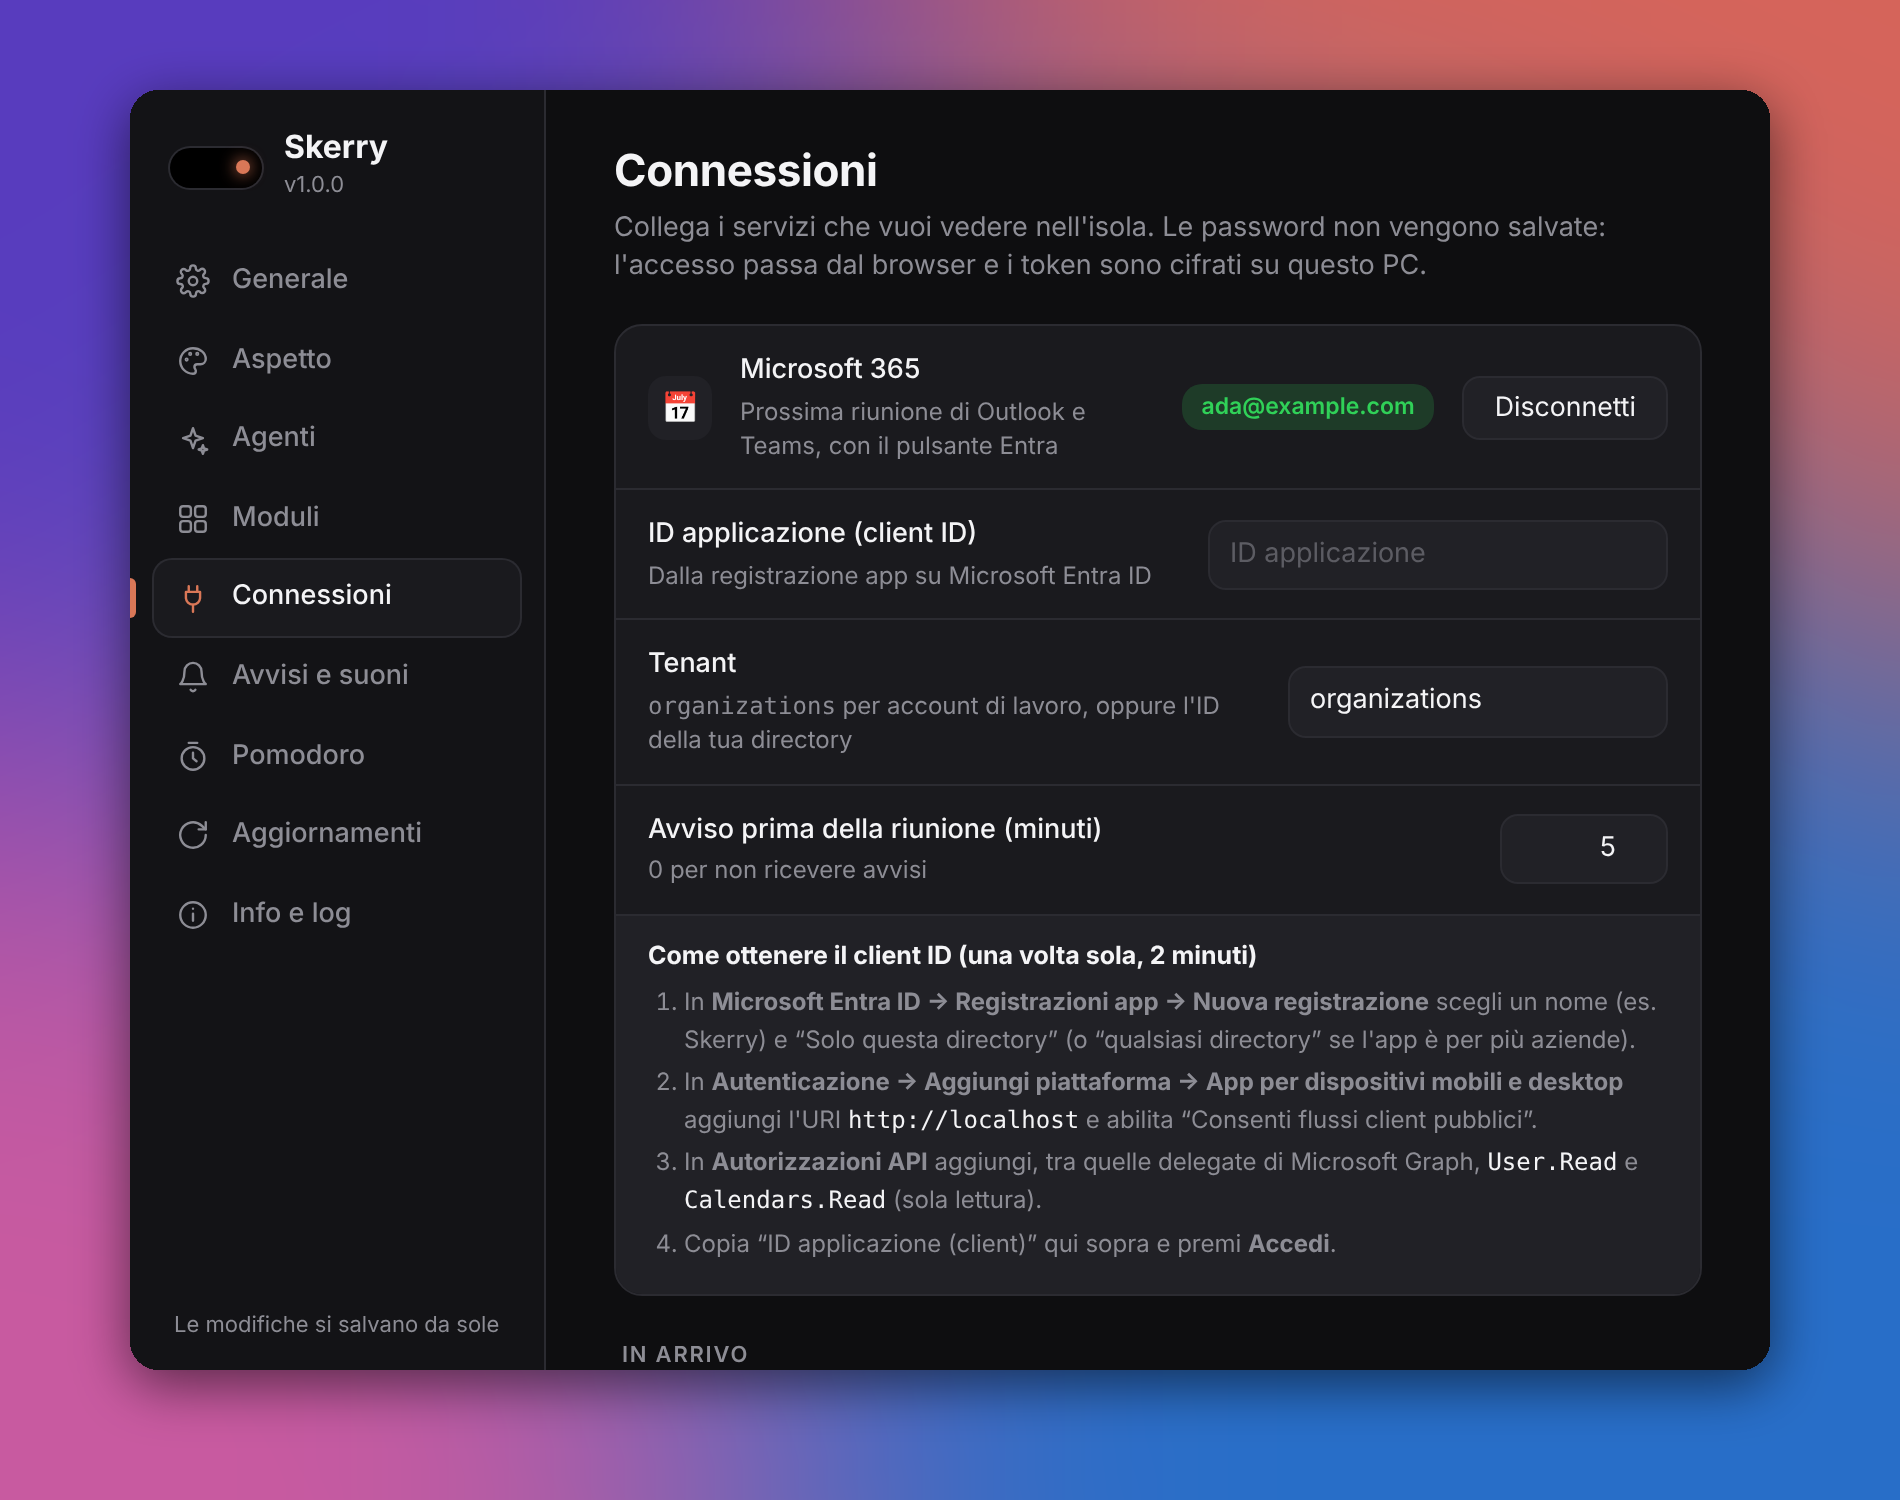 Skerry
v1.0.0
Generale
Aspetto
Agenti
Moduli
Connessioni
Avvisi e suoni
Pomodoro
Aggiornamenti
Info e log
Le modifiche si salvano da sole
Connessioni
Collega i servizi che vuoi vedere nell'isola. Le password non vengono salvate:
l'accesso passa dal browser e i token sono cifrati su questo PC.
July
17
Microsoft 365
Prossima riunione di Outlook e
Teams, con il pulsante Entra
ada@example.com
Disconnetti
ID applicazione (client ID)
Dalla registrazione app su Microsoft Entra ID
ID applicazione
Tenant
organizations per account di lavoro, oppure l'ID
della tua directory
organizations
Avviso prima della riunione (minuti)
0 per non ricevere avvisi
5
Come ottenere il client ID (una volta sola, 2 minuti)
1. In Microsoft Entra ID → Registrazioni app → Nuova registrazione scegli un nome (es.
Skerry) e “Solo questa directory” (o “qualsiasi directory” se l'app è per più aziende).
2. In Autenticazione → Aggiungi piattaforma → App per dispositivi mobili e desktop
aggiungi l'URI http://localhost e abilita “Consenti flussi client pubblici”.
3. In Autorizzazioni API aggiungi, tra quelle delegate di Microsoft Graph, User.Read e
Calendars.Read (sola lettura).
4. Copia “ID applicazione (client)” qui sopra e premi Accedi.
IN ARRIVO